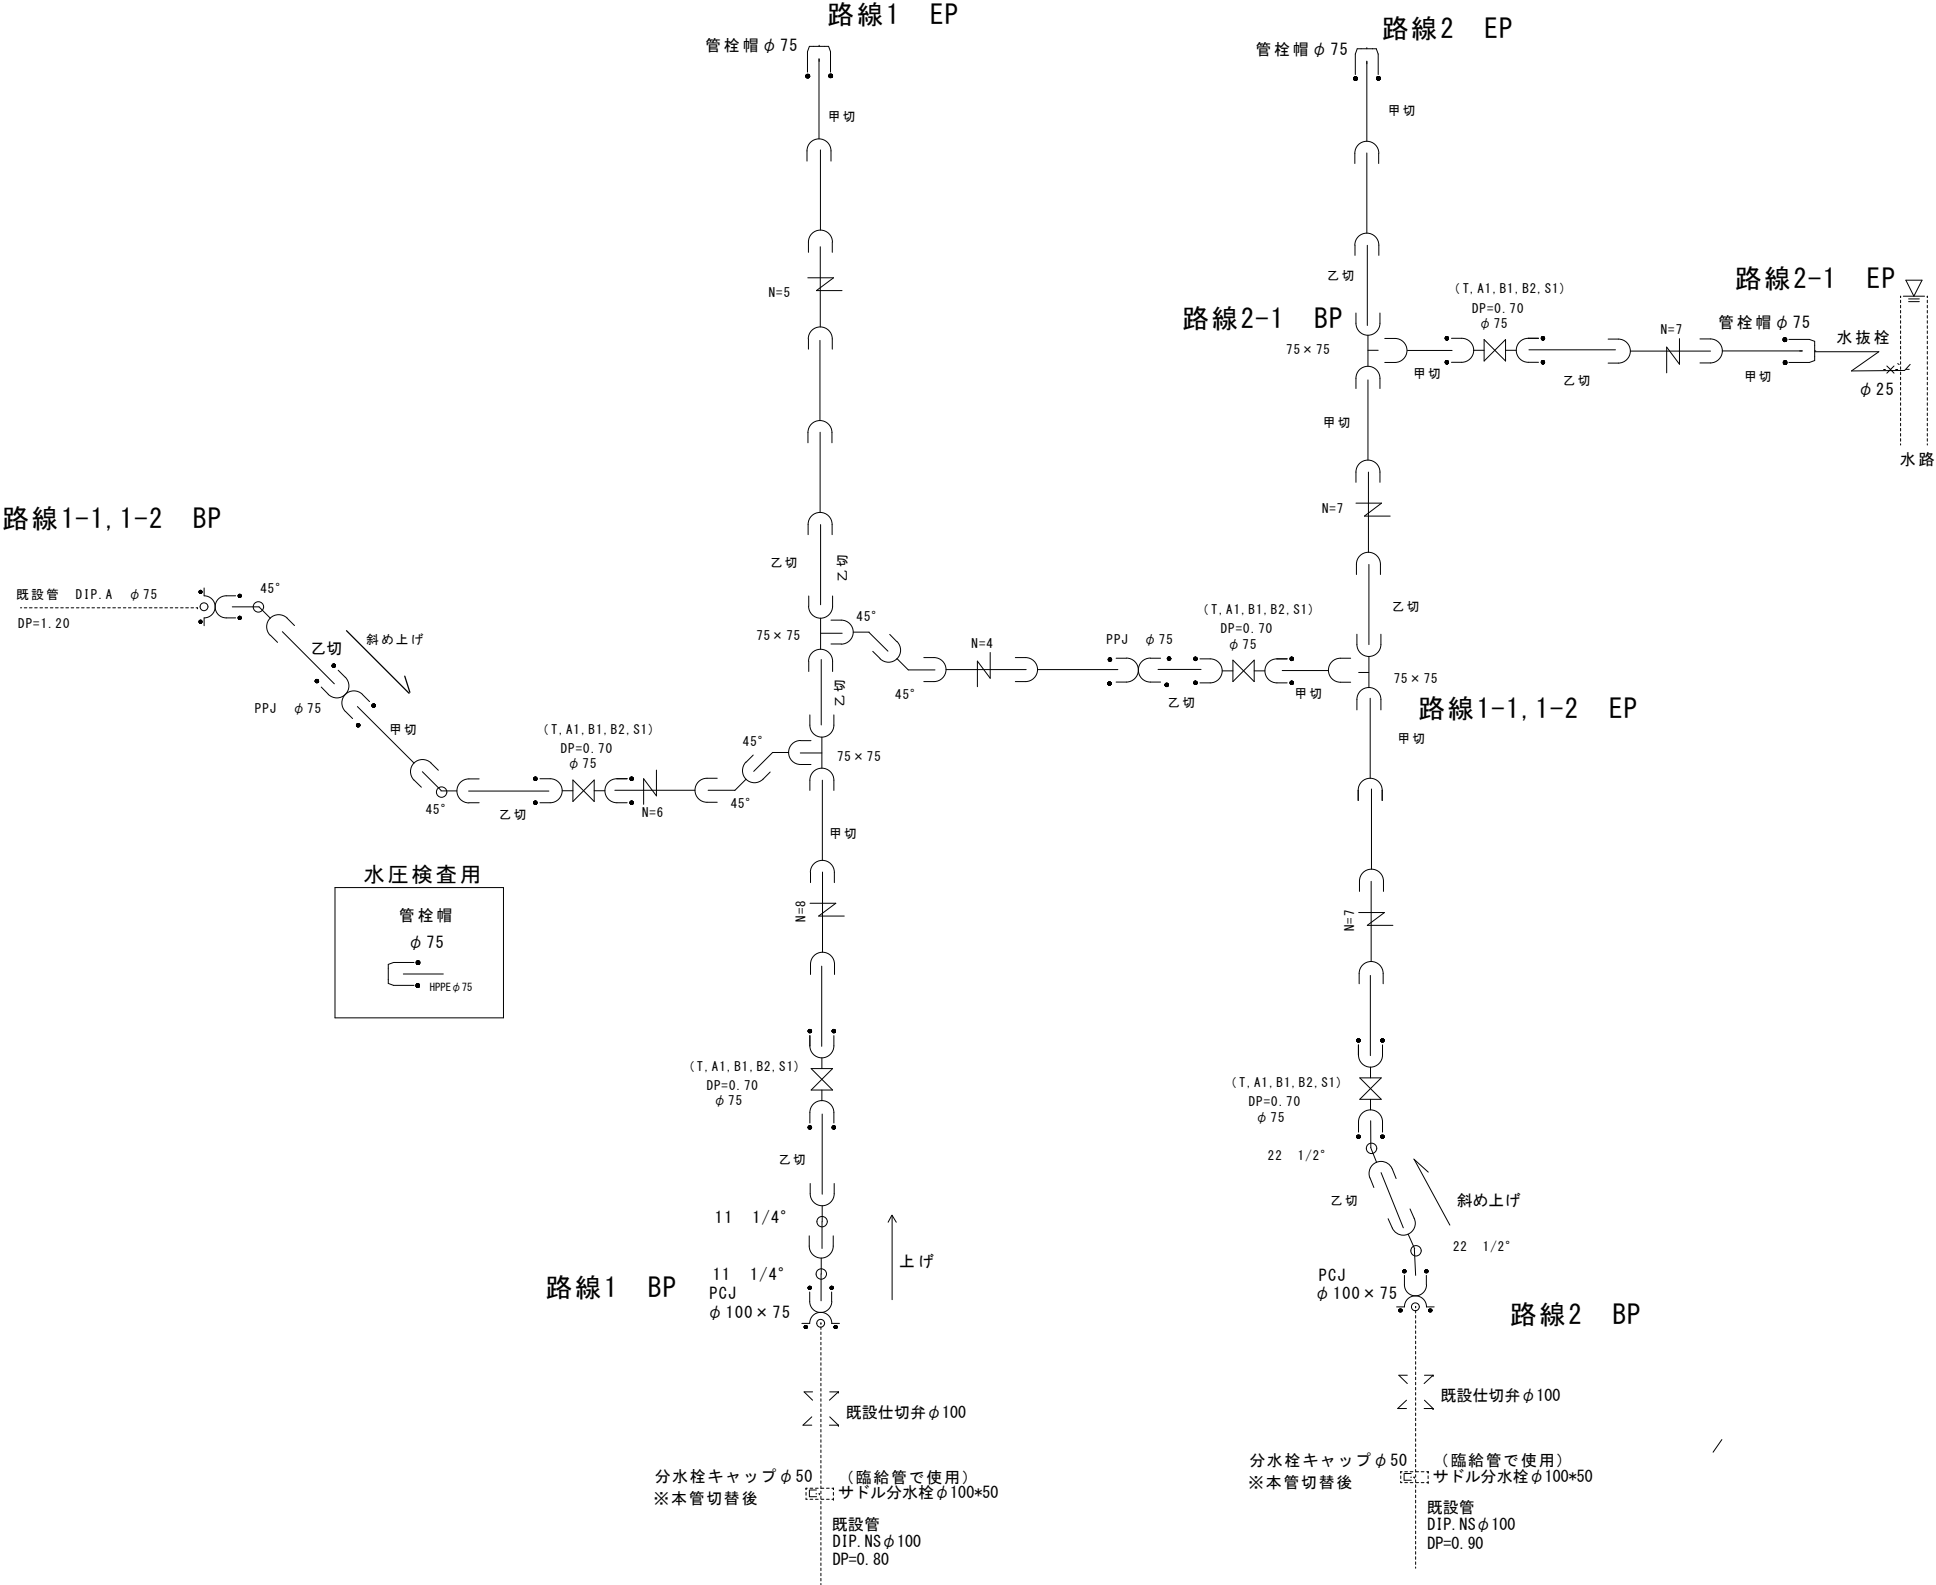 路線1 EP
管栓帽φ75
甲切
N=5
乙切
乙切
75×75
45°
45°
N=4
PPJ φ75
(T,A1,B1,B2,S1)
DP=0.70
φ75
乙切
甲切
75×75
路線1-1,1-2 EP
路線2 EP
管栓帽φ75
甲切
乙切
路線2-1 BP
75×75
甲切
(T,A1,B1,B2,S1)
DP=0.70
φ75
乙切
N=7
管栓帽φ75
甲切
路線2-1 EP
水抜栓
φ25
水路
甲切
N=7
乙切
路線1-1,1-2 BP
既設管 DIP.A φ75
DP=1.20
45°
乙切
斜め上げ
PPJ φ75
甲切
45°
乙切
(T,A1,B1,B2,S1)
DP=0.70
φ75
N=6
45°
45°
乙切
75×75
甲切
N=8
水圧検査用
管栓帽
φ75
HPPEφ75
(T,A1,B1,B2,S1)
DP=0.70
φ75
乙切
11 1/4°
11 1/4°
上げ
路線1 BP
PCJ
φ100×75
既設仕切弁φ100
分水栓キャップφ50
※本管切替後
(臨給管で使用)
サドル分水栓φ100*50
既設管
DIP.NSφ100
DP=0.80
甲切
N=7
(T,A1,B1,B2,S1)
DP=0.70
φ75
22 1/2°
乙切
斜め上げ
22 1/2°
PCJ
φ100×75
路線2 BP
既設仕切弁φ100
分水栓キャップφ50
※本管切替後
(臨給管で使用)
サドル分水栓φ100*50
既設管
DIP.NSφ100
DP=0.90